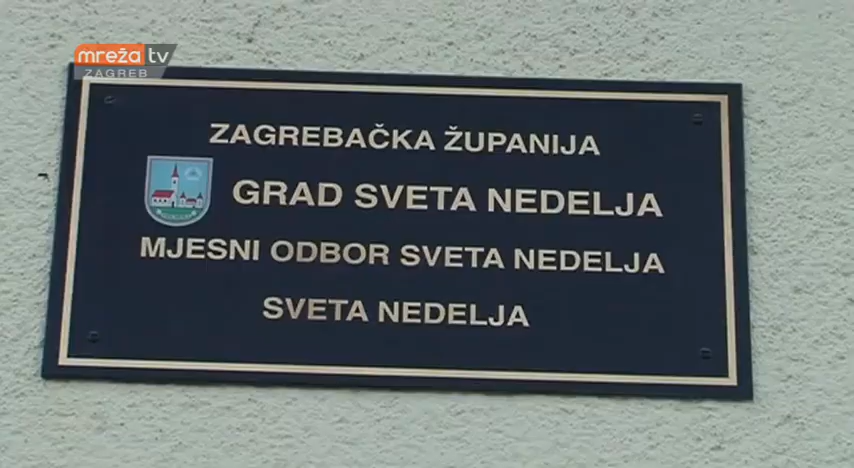 mreža tv
ZAGREB
ZAGREBAČKA ŽUPANIJA
GRAD SVETA NEDELJA
MJESNI ODBOR SVETA NEDELJA
SVETA NEDELJA